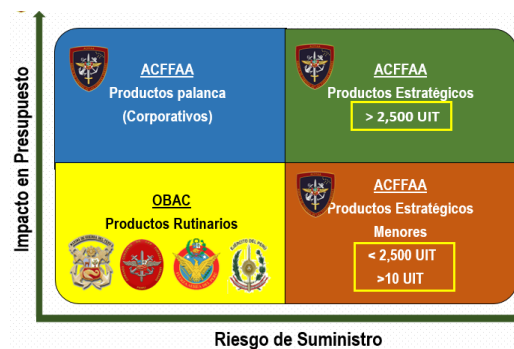 Impacto en Presupuesto
ACFFAA
Productos palanca
(Corporativos)
ACFFAA
Productos Estratégicos
> 2,500 UIT
OBAC
Productos Rutinarios
ACFFAA
Productos Estratégicos
Menores
< 2,500 UIT
>10 UIT
Riesgo de Suministro